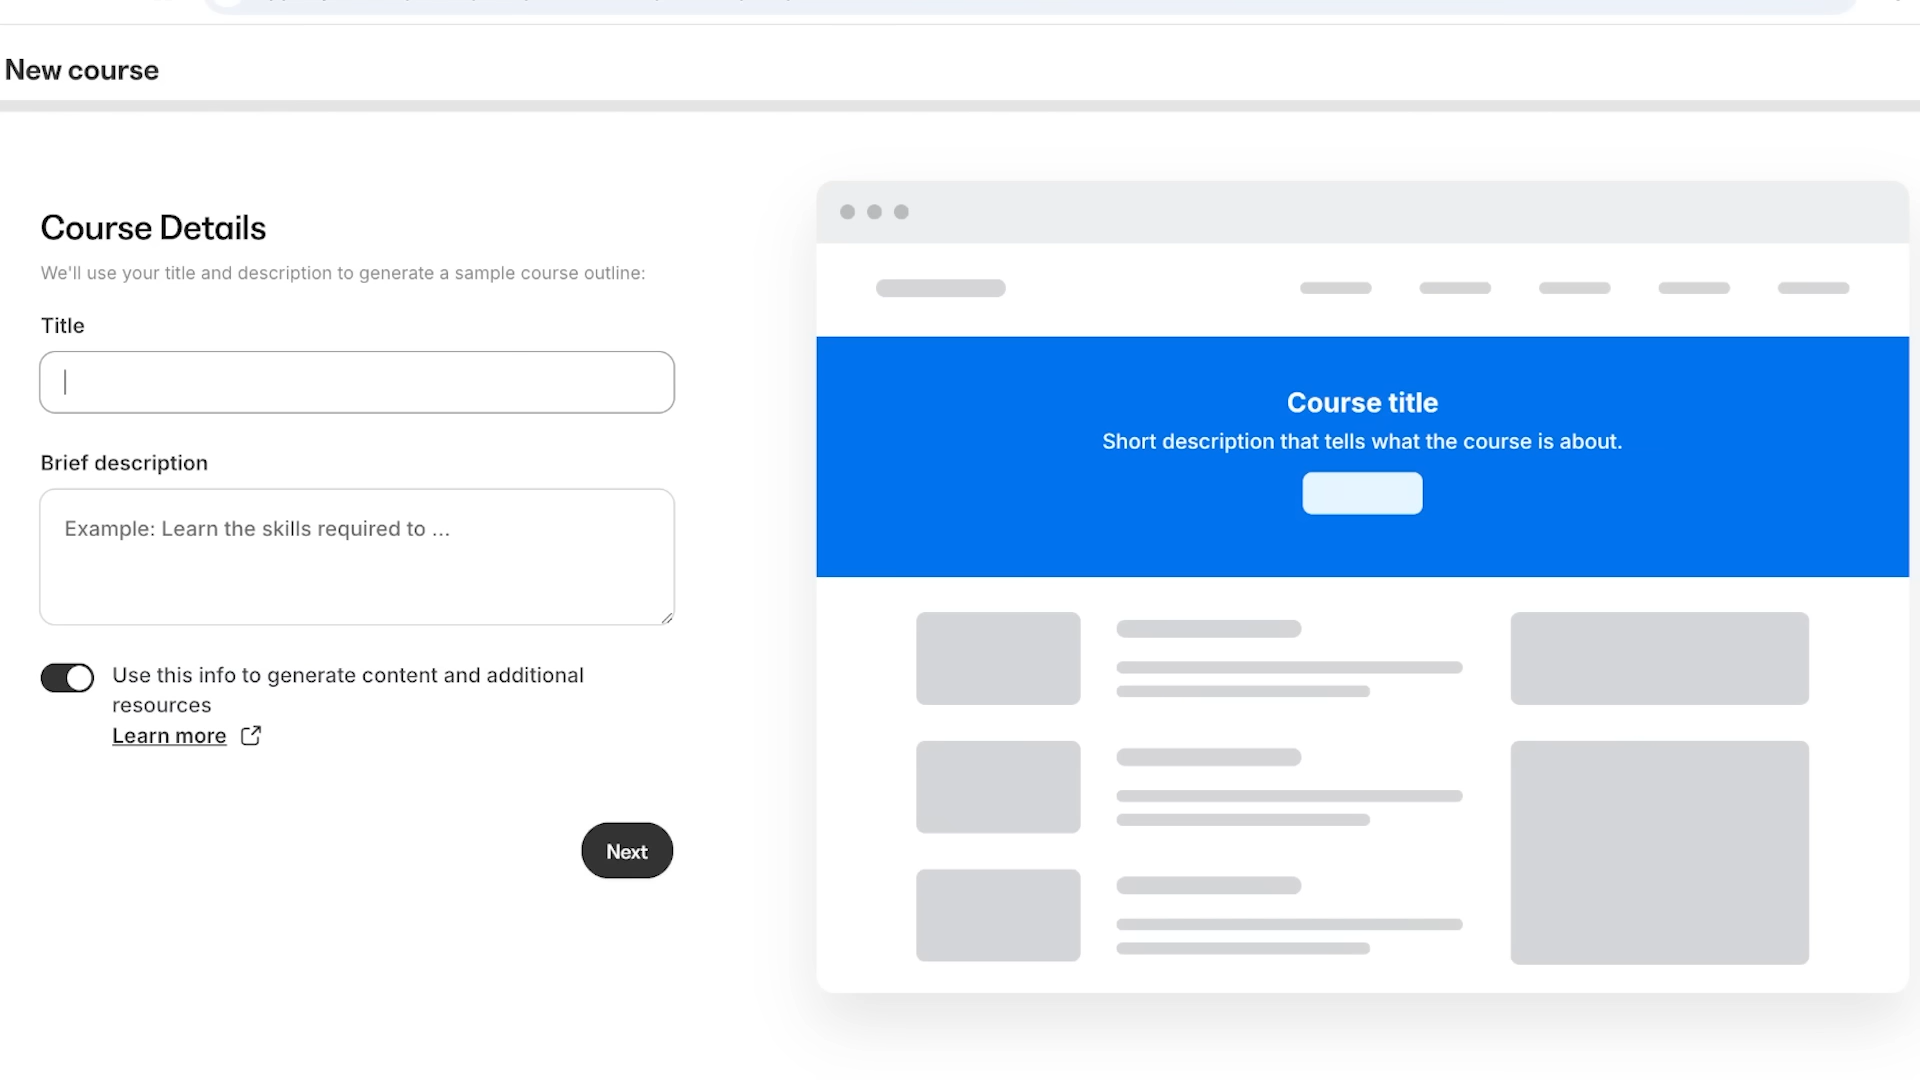 New course
Course Details
We'll use your title and description to generate a sample course outline:
Title
Brief description
Example: Learn the skills required to ...
Use this info to generate content and additional
resources
Learn more
Next
Course title
Short description that tells what the course is about.